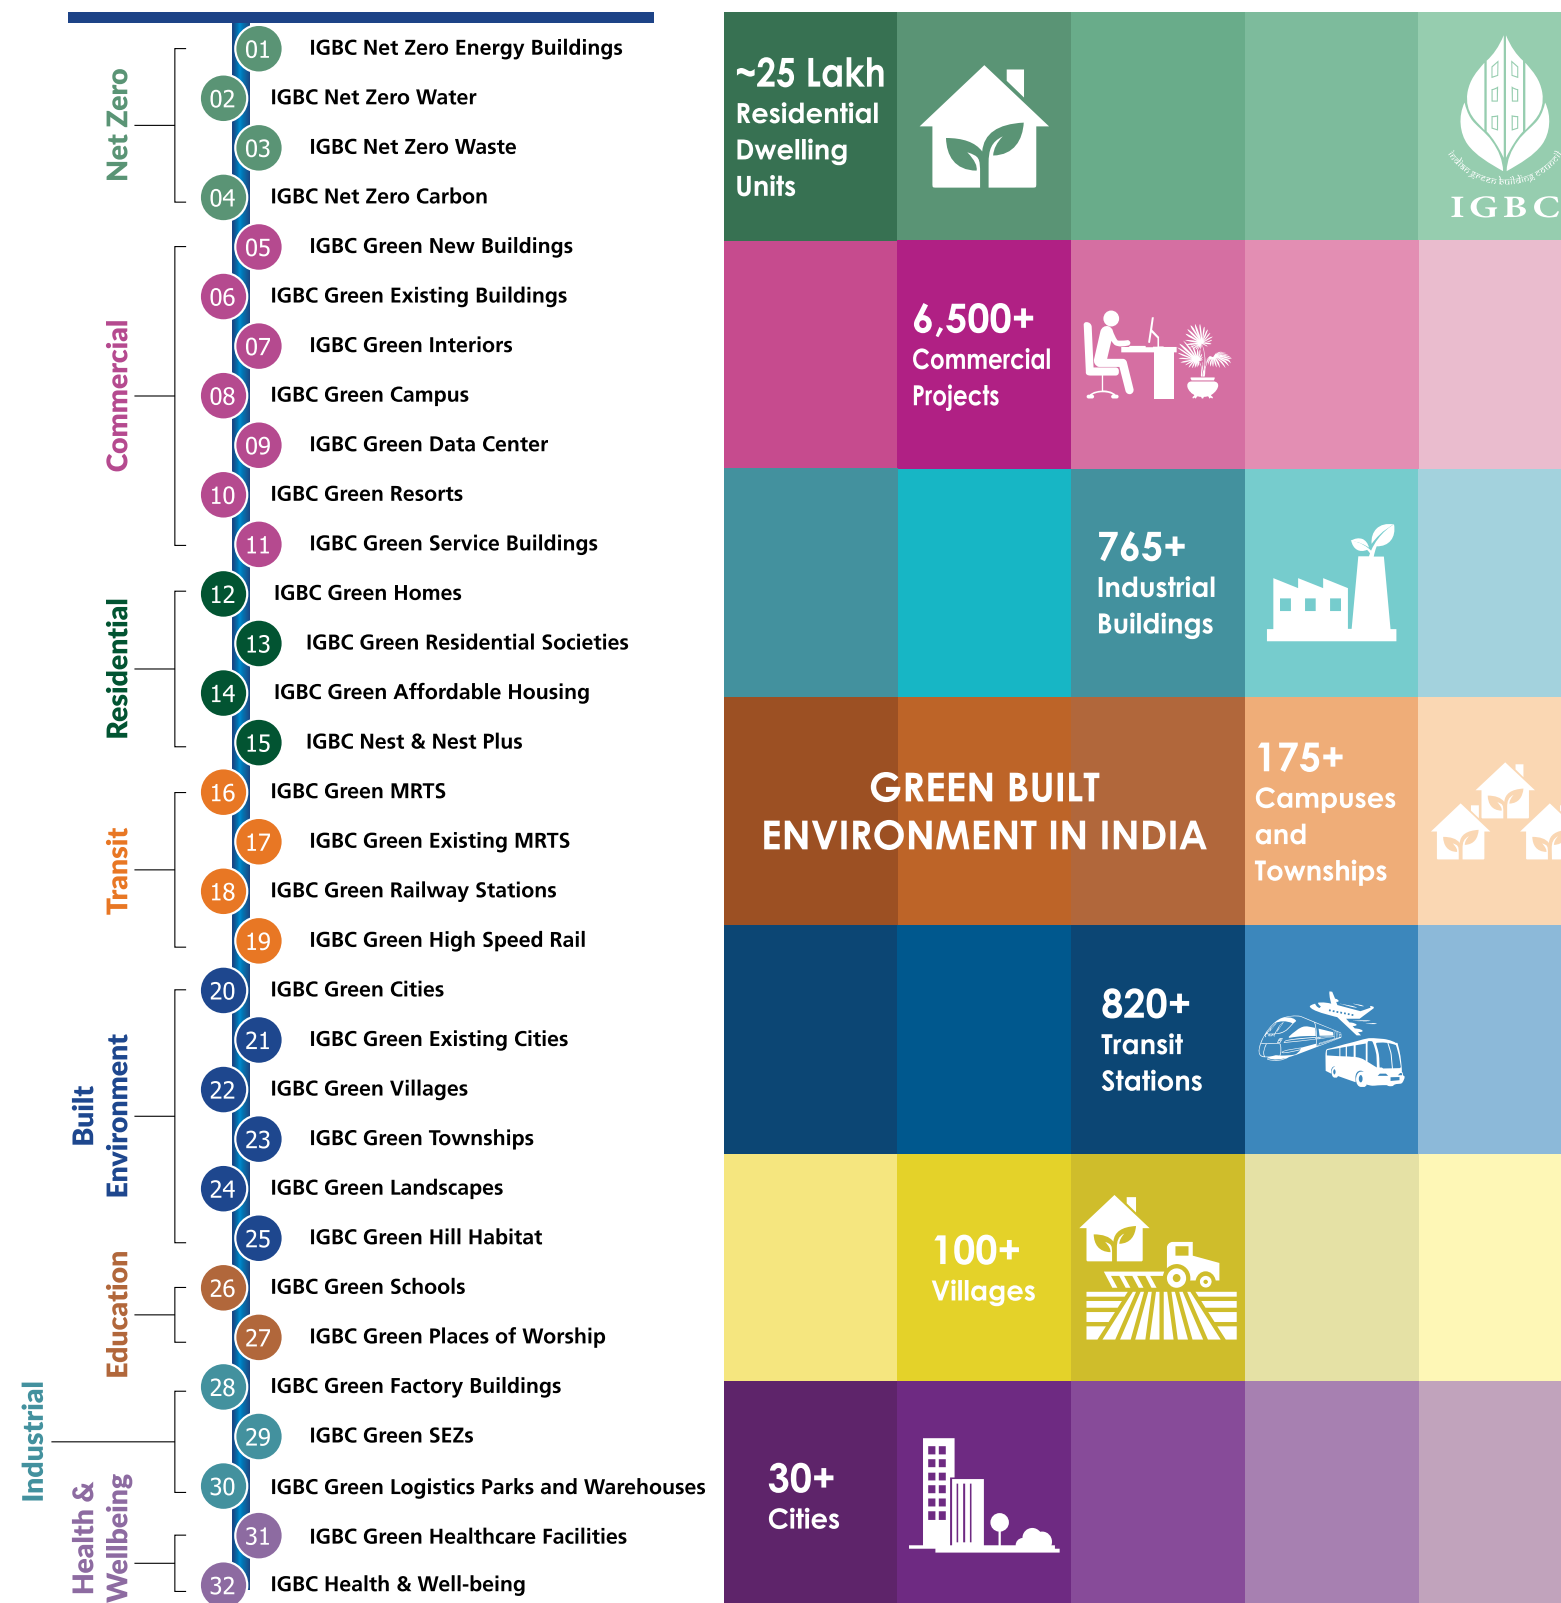 Net Zero
01 IGBC Net Zero Energy Buildings
02 IGBC Net Zero Water
03 IGBC Net Zero Waste
04 IGBC Net Zero Carbon
Commercial
05 IGBC Green New Buildings
06 IGBC Green Existing Buildings
07 IGBC Green Interiors
08 IGBC Green Campus
09 IGBC Green Data Center
10 IGBC Green Resorts
11 IGBC Green Service Buildings
Residential
12 IGBC Green Homes
13 IGBC Green Residential Societies
14 IGBC Green Affordable Housing
15 IGBC Nest & Nest Plus
Transit
16 IGBC Green MRTS
17 IGBC Green Existing MRTS
18 IGBC Green Railway Stations
19 IGBC Green High Speed Rail
Built
Environment
20 IGBC Green Cities
21 IGBC Green Existing Cities
22 IGBC Green Villages
23 IGBC Green Townships
24 IGBC Green Landscapes
25 IGBC Green Hill Habitat
Education
26 IGBC Green Schools
27 IGBC Green Places of Worship
Industrial
28 IGBC Green Factory Buildings
29 IGBC Green SEZs
30 IGBC Green Logistics Parks and Warehouses
Health &
Wellbeing
31 IGBC Green Healthcare Facilities
32 IGBC Health & Well-being
~25 Lakh
Residential
Dwelling
Units
indian green building council
IGBC
6,500+
Commercial
Projects
765+
Industrial
Buildings
GREEN BUILT
ENVIRONMENT IN INDIA
175+
Campuses
and
Townships
820+
Transit
Stations
100+
Villages
30+
Cities